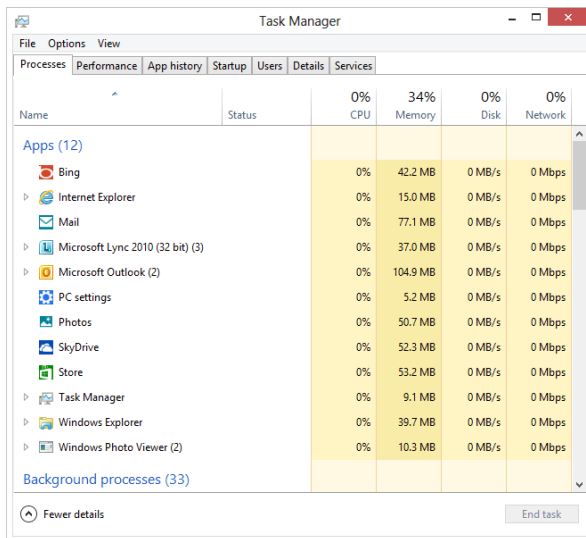 Task Manager
File Options View
Processes Performance App history Startup Users Details Services
0% 34% 0% 0%
Name Status CPU Memory Disk Network
Apps (12)
Bing 0% 42.2 MB 0 MB/s 0 Mbps
Internet Explorer 0% 15.0 MB 0 MB/s 0 Mbps
Mail 0% 77.1 MB 0 MB/s 0 Mbps
Microsoft Lync 2010 (32 bit) (3) 0% 37.0 MB 0 MB/s 0 Mbps
Microsoft Outlook (2) 0% 104.9 MB 0 MB/s 0 Mbps
PC settings 0% 5.2 MB 0 MB/s 0 Mbps
Photos 0% 50.7 MB 0 MB/s 0 Mbps
SkyDrive 0% 52.3 MB 0 MB/s 0 Mbps
Store 0% 53.2 MB 0 MB/s 0 Mbps
Task Manager 0% 9.1 MB 0 MB/s 0 Mbps
Windows Explorer 0% 39.7 MB 0 MB/s 0 Mbps
Windows Photo Viewer (2) 0% 10.3 MB 0 MB/s 0 Mbps
Background processes (33)
Fewer details End task